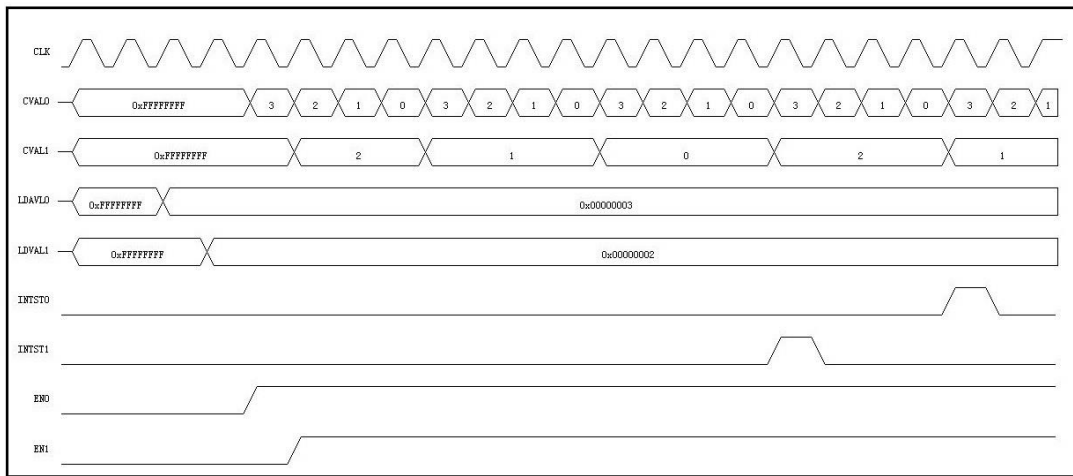 CLK
CVAL0 0xFFFFFFFF 3 2 1 0 3 2 1 0 3 2 1 0 3 2 1 0 3 2 1
CVAL1 0xFFFFFFFF 2 1 0 2 1
LDAVL0 0xFFFFFFFF 0x00000003
LDVAL1 0xFFFFFFFF 0x00000002
INTST0
INTST1
EN0
EN1